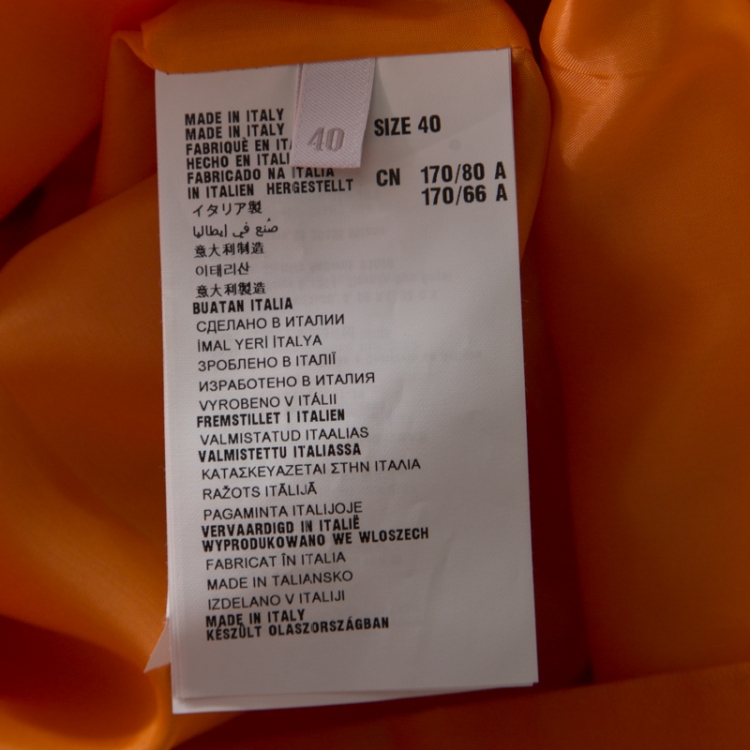 MADE IN ITALY
MADE IN ITALY
FABRIQUÈ EN
HECHO EN
FABRICADO NA ITALIA
IN ITALIEN HERGESTELLT
イタリア製
صُنع في إيطاليا
意大利制造
이태리산
意大利製造
BUATAN ITALIA
СДЕЛАНО В ИТАЛИИ
İMAL YERİ İTALYA
ЗРОБЛЕНО В ІТАЛІЇ
ИЗРАБОТЕНО В ИТАЛИЯ
VYROBENO V ITÁLII
FREMSTILLET I ITALIEN
VALMISTATUD ITAALIAS
VALMISTETTU ITALIASSA
ΚΑΤΑΣΚΕΥΑΖΕΤΑΙ ΣΤΗΝ ΙΤΑΛΙΑ
RAŽOTS ITĀLIJĀ
PAGAMINTA ITALIJOJE
VERVAARDIGD IN ITALIË
WYPRODUKOWANO WE WLOSZECH
FABRICAT ÎN ITALIA
MADE IN TALIANSKO
IZDELANO V ITALIJI
MADE IN ITALY
KÉSZÜLT OLASZORSZÁGBAN
40
SIZE 40
CN 170/80 A
170/66 A